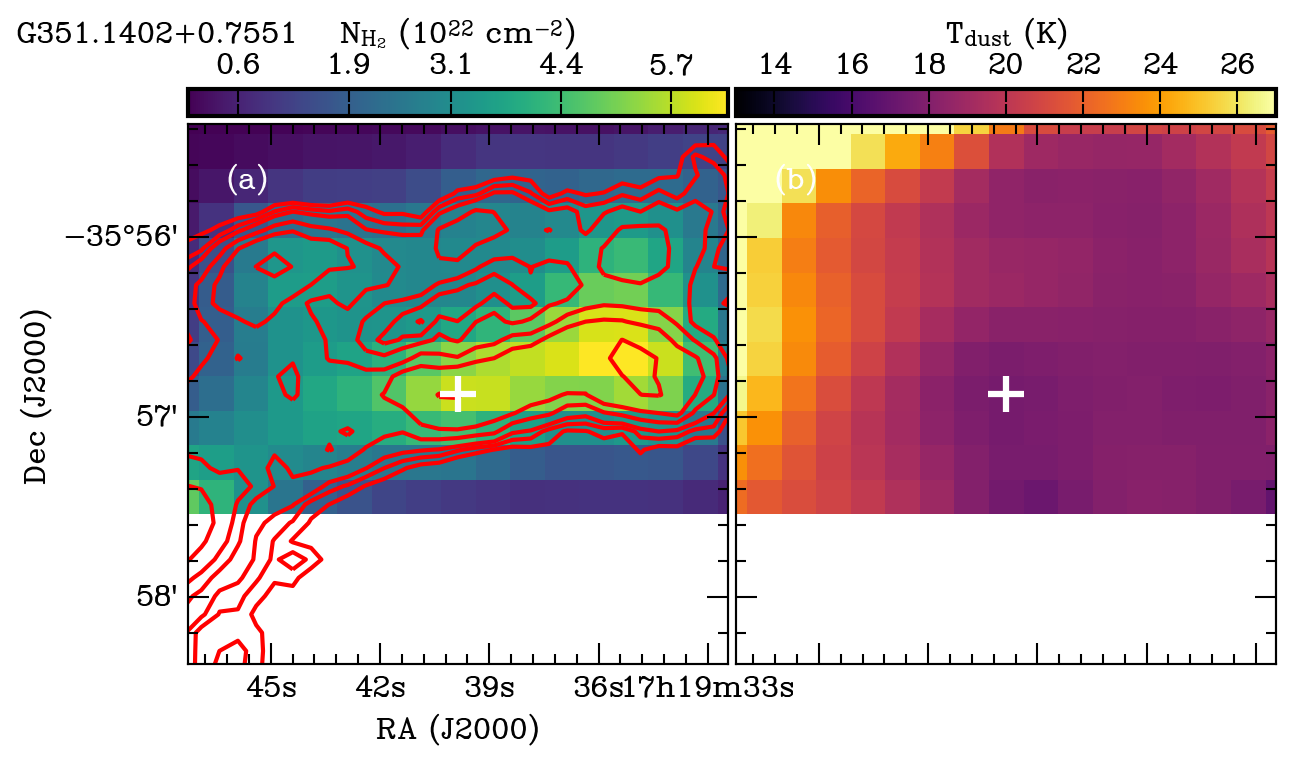 G351.1402+0.7551 N_H₂ (10²² cm⁻²) T_dust (K)
0.6 1.9 3.1 4.4 5.7 14 16 18 20 22 24 26
(a) (b)
−35°56'
57'
58'
Dec (J2000)
45s 42s 39s 36s 17h19m33s
RA (J2000)